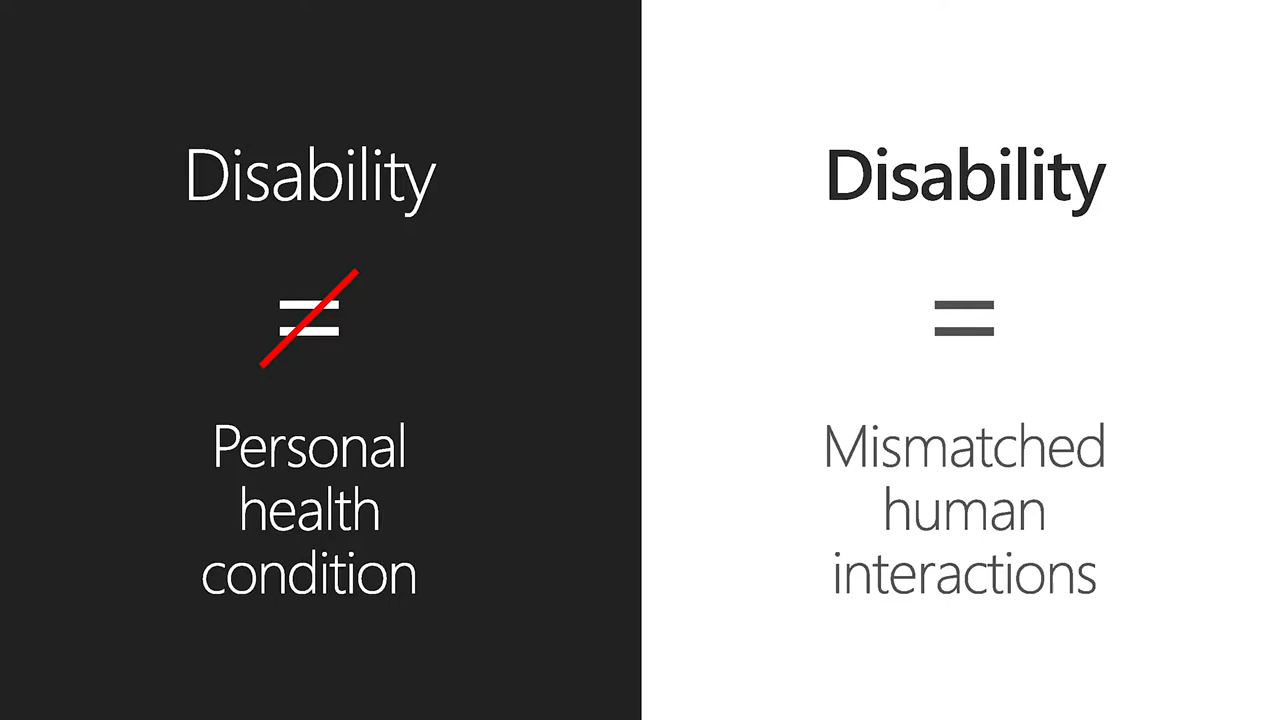 Disability
≠
Personal
health
condition
Disability
=
Mismatched
human
interactions